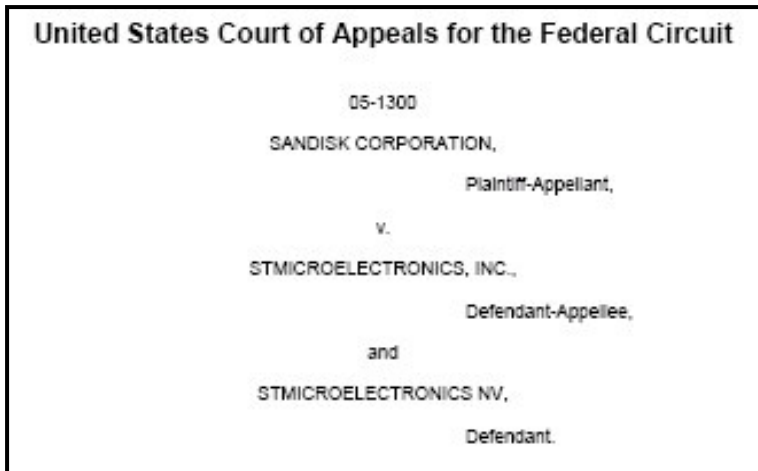 United States Court of Appeals for the Federal Circuit
05-1300
SANDISK CORPORATION,
Plaintiff-Appellant,
v.
STMICROELECTRONICS, INC.,
Defendant-Appellee,
and
STMICROELECTRONICS NV,
Defendant.